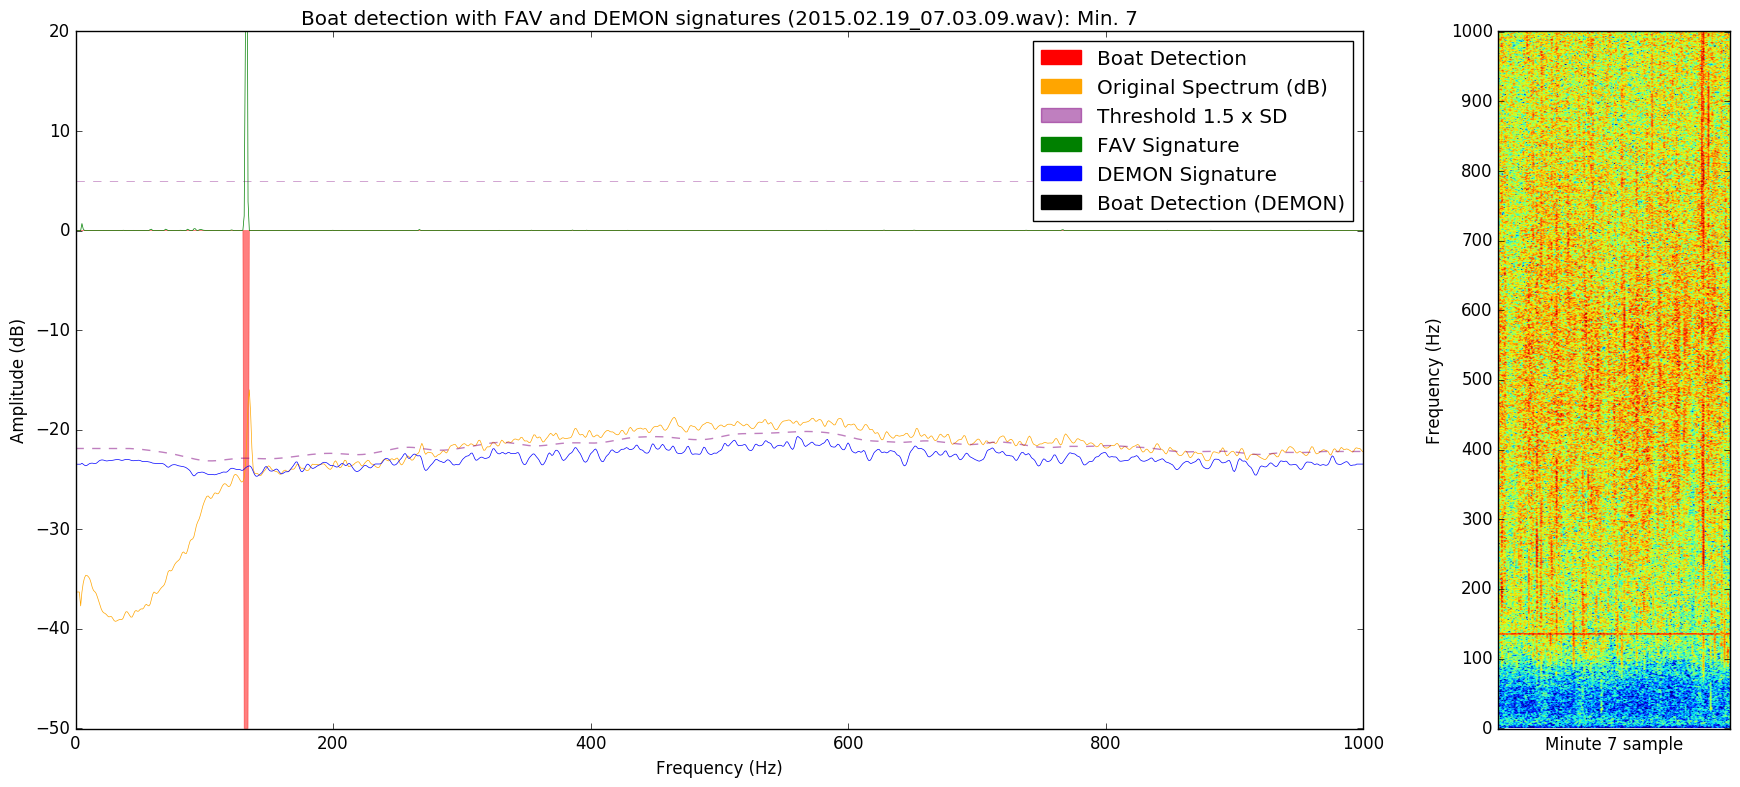 Boat detection with FAV and DEMON signatures (2015.02.19_07.03.09.wav): Min. 7
20
10
0
−10
−20
−30
−40
−50
Amplitude (dB)
0
200
400
600
800
1000
Frequency (Hz)
Boat Detection
Original Spectrum (dB)
Threshold 1.5 x SD
FAV Signature
DEMON Signature
Boat Detection (DEMON)
1000
900
800
700
600
500
400
300
200
100
0
Frequency (Hz)
Minute 7 sample